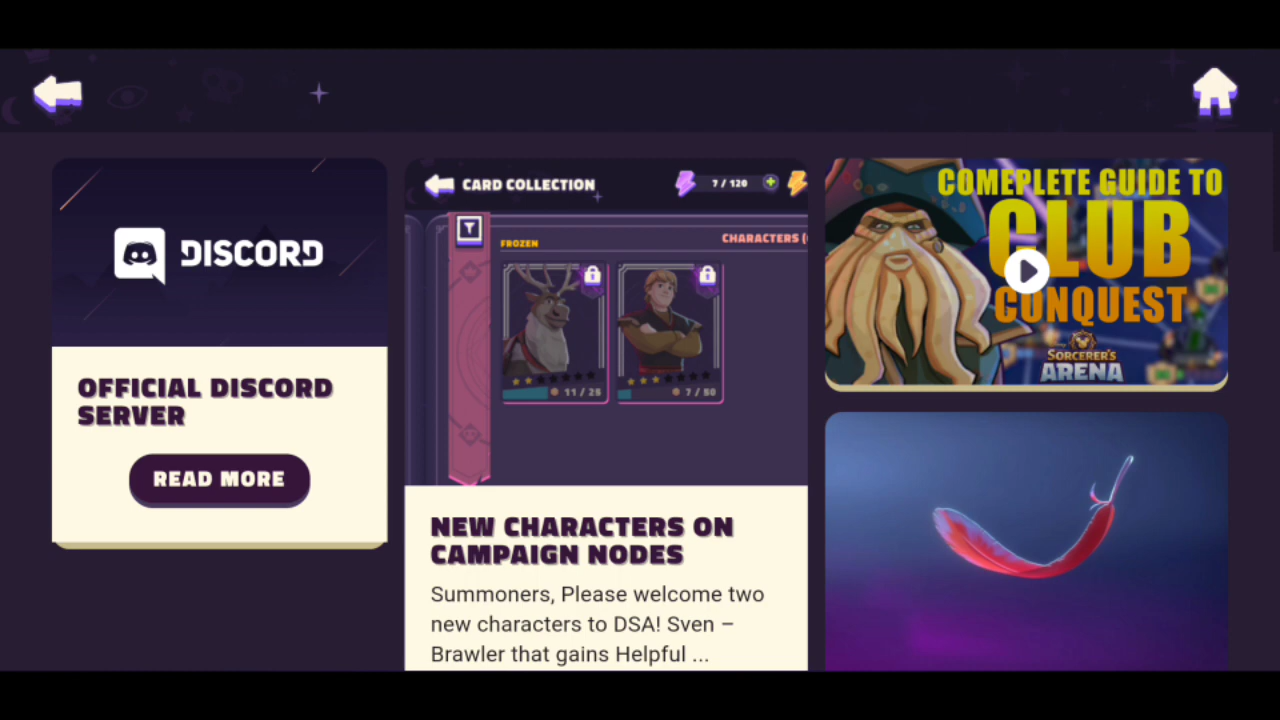 DISCORD
OFFICIAL DISCORD
SERVER
READ MORE
CARD COLLECTION
7 / 120
FROZEN
CHARACTERS (
11 / 25
7 / 50
NEW CHARACTERS ON
CAMPAIGN NODES
Summoners, Please welcome two
new characters to DSA! Sven –
Brawler that gains Helpful ...
COMEPLETE GUIDE TO
CLUB
CONQUEST
SORCERER'S
ARENA